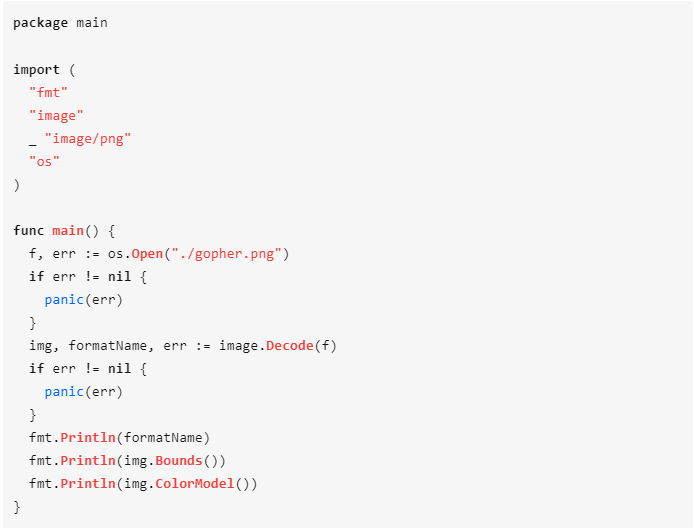 package main
import (
"fmt"
"image"
_ "image/png"
"os"
)
func main() {
f, err := os.Open("./gopher.png")
if err != nil {
panic(err)
}
img, formatName, err := image.Decode(f)
if err != nil {
panic(err)
}
fmt.Println(formatName)
fmt.Println(img.Bounds())
fmt.Println(img.ColorModel())
}